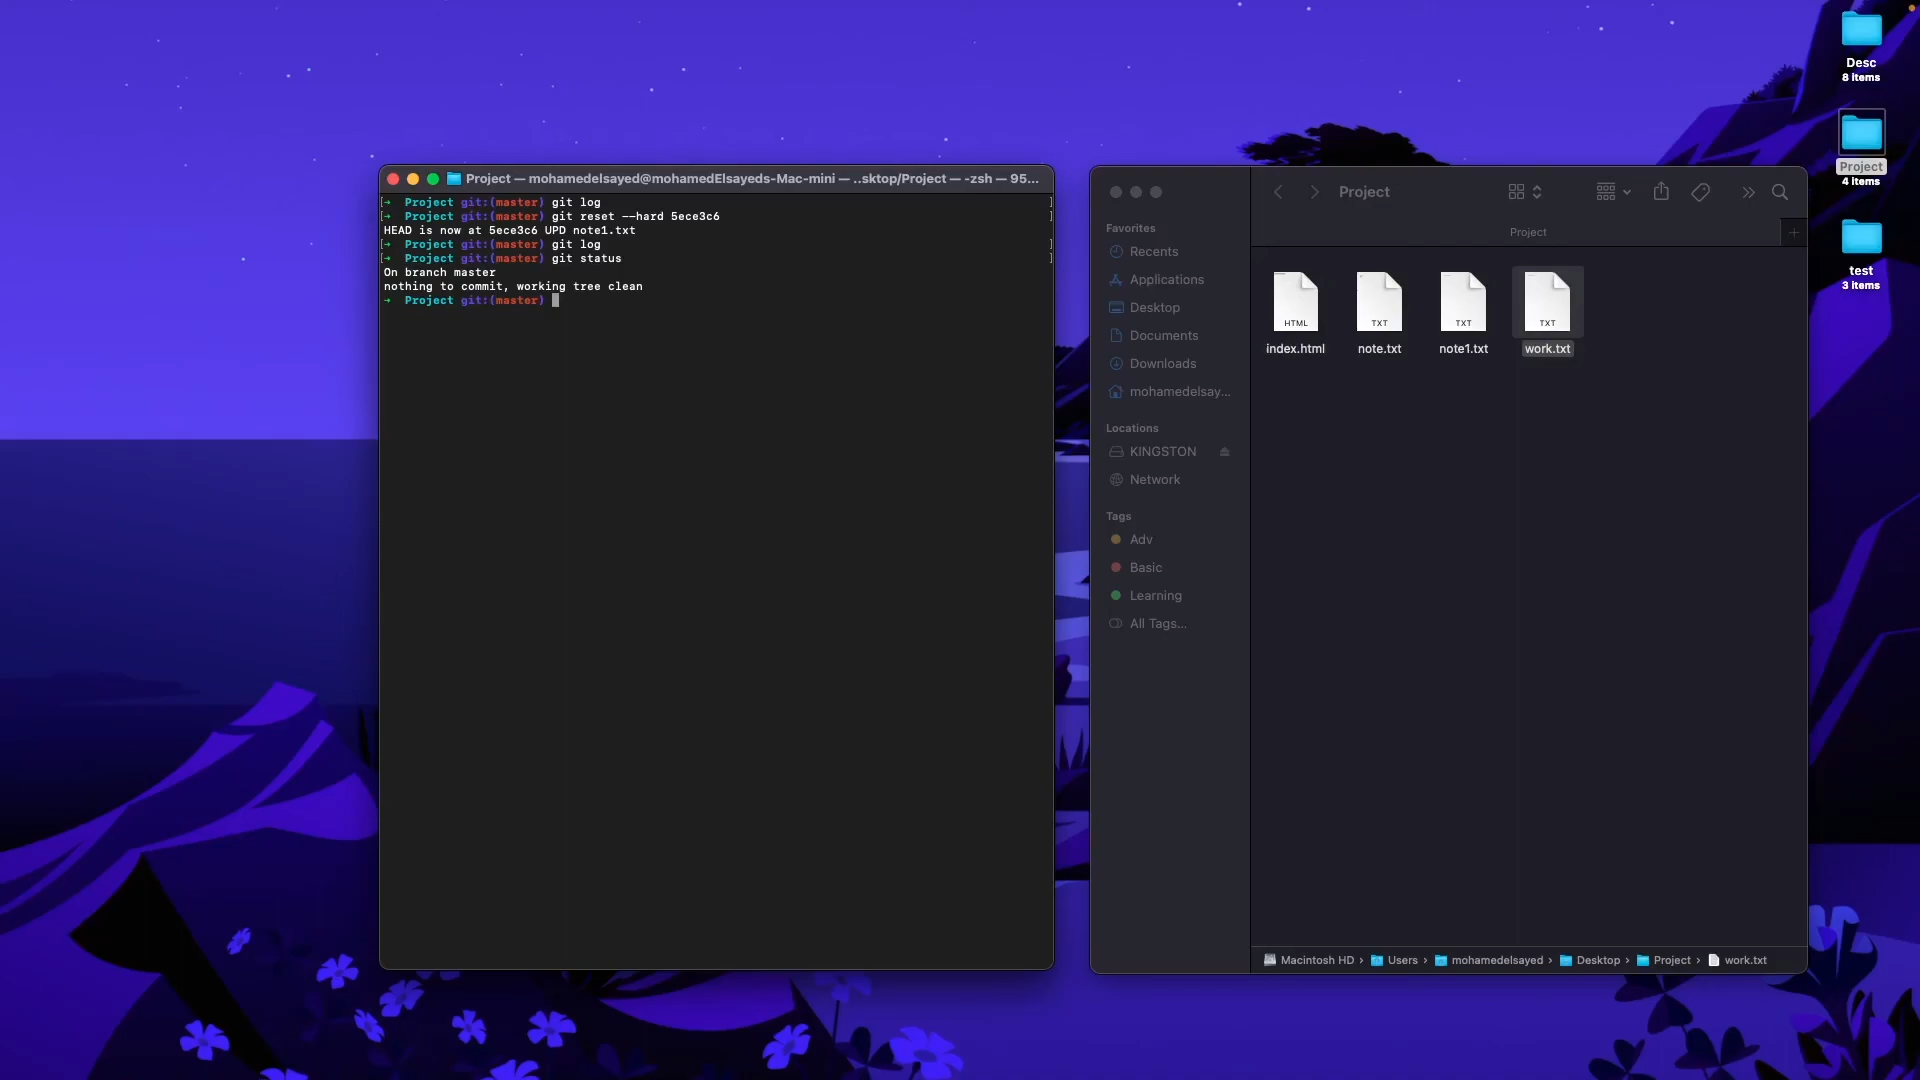 Project — mohamedelsayed@mohamedElsayeds-Mac-mini — ..sktop/Project — -zsh — 95...
[→ Project git:(master) git log ]
[→ Project git:(master) git reset --hard 5ece3c6 ]
HEAD is now at 5ece3c6 UPD note1.txt
[→ Project git:(master) git log ]
[→ Project git:(master) git status ]
On branch master
nothing to commit, working tree clean
→ Project git:(master)
Project
Project
Favorites
Recents
Applications
Desktop
Documents
Downloads
mohamedelsay...
Locations
KINGSTON
Network
Tags
Adv
Basic
Learning
All Tags...
HTML TXT TXT TXT
index.html note.txt note1.txt work.txt
Macintosh HD › Users › mohamedelsayed › Desktop › Project › work.txt
Desc
8 items
Project
4 items
test
3 items